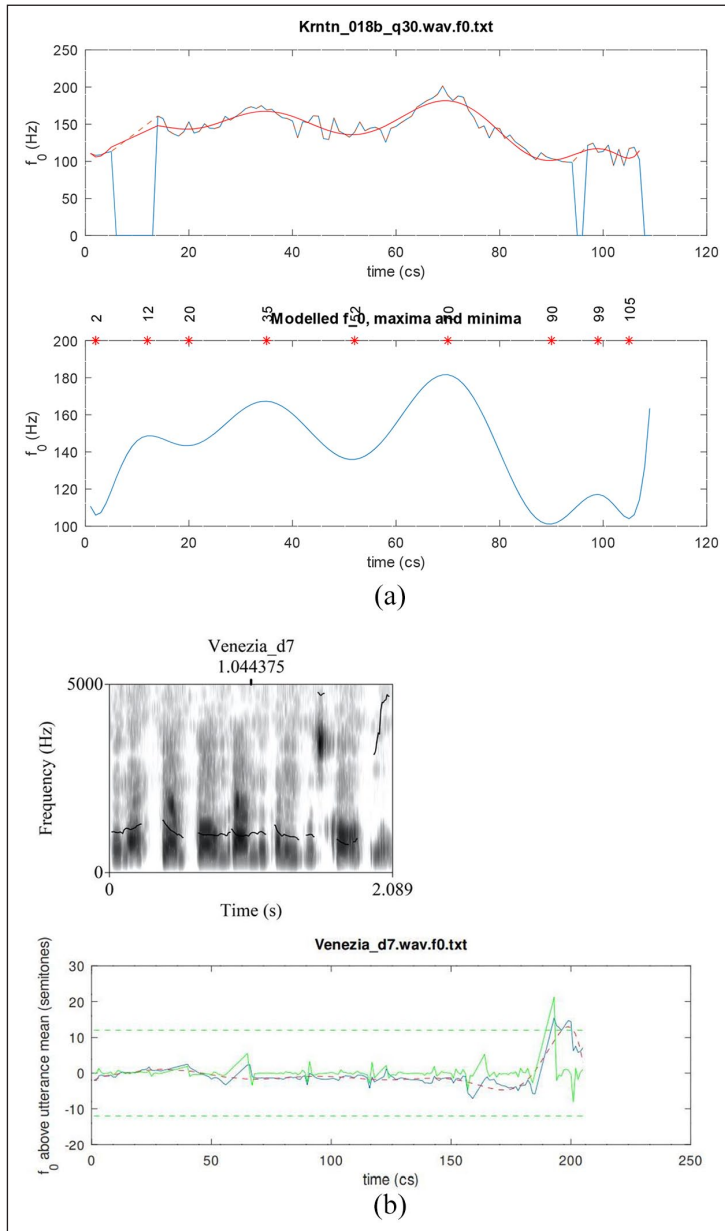 Krntn_018b_q30.wav.f0.txt
250
200
150
100
50
0
f_0 (Hz)
0 20 40 60 80 100 120
time (cs)
2 12 20 35 52 70 90 99 105
Modelled f_0, maxima and minima
200
180
160
140
120
100
f_0 (Hz)
0 20 40 60 80 100 120
time (cs)
(a)
Venezia_d7
1.044375
5000
Frequency (Hz)
0
0 2.089
Time (s)
Venezia_d7.wav.f0.txt
30
20
10
0
-10
-20
f_0 above utterance mean (semitones)
0 50 100 150 200 250
time (cs)
(b)